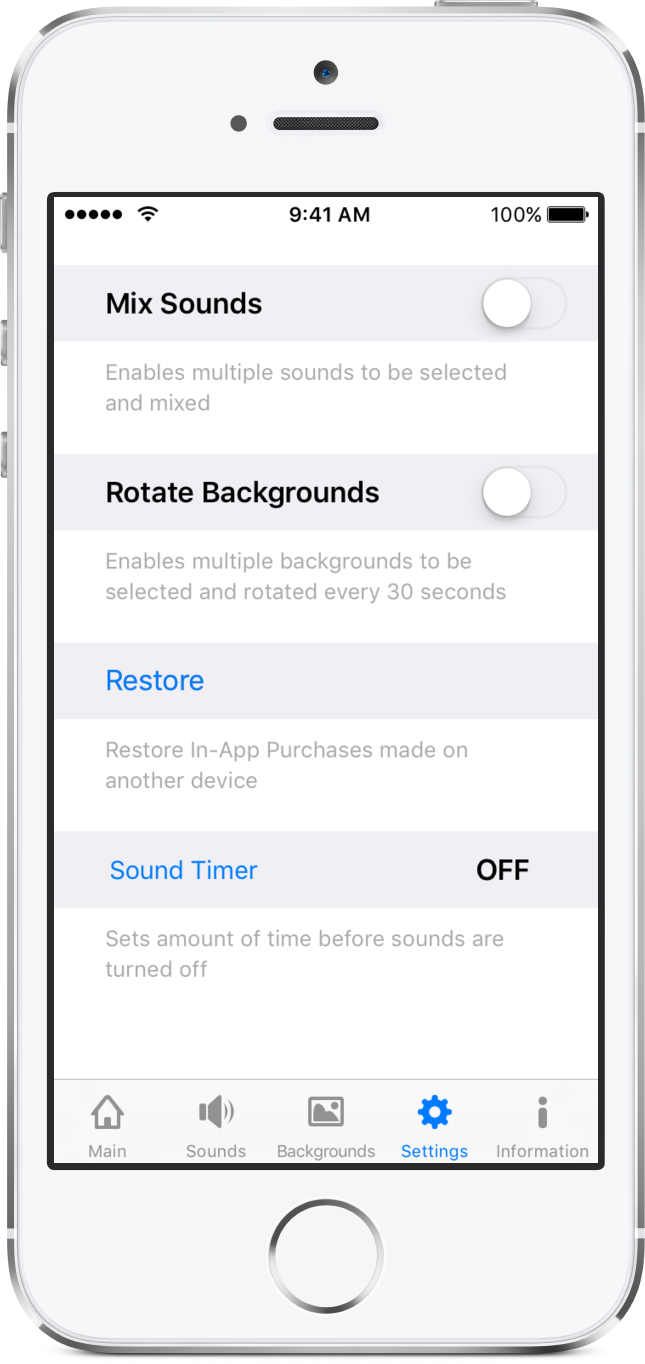 9:41 AM 100%
Mix Sounds
Enables multiple sounds to be selected
and mixed
Rotate Backgrounds
Enables multiple backgrounds to be
selected and rotated every 30 seconds
Restore
Restore In-App Purchases made on
another device
Sound Timer OFF
Sets amount of time before sounds are
turned off
Main Sounds Backgrounds Settings Information